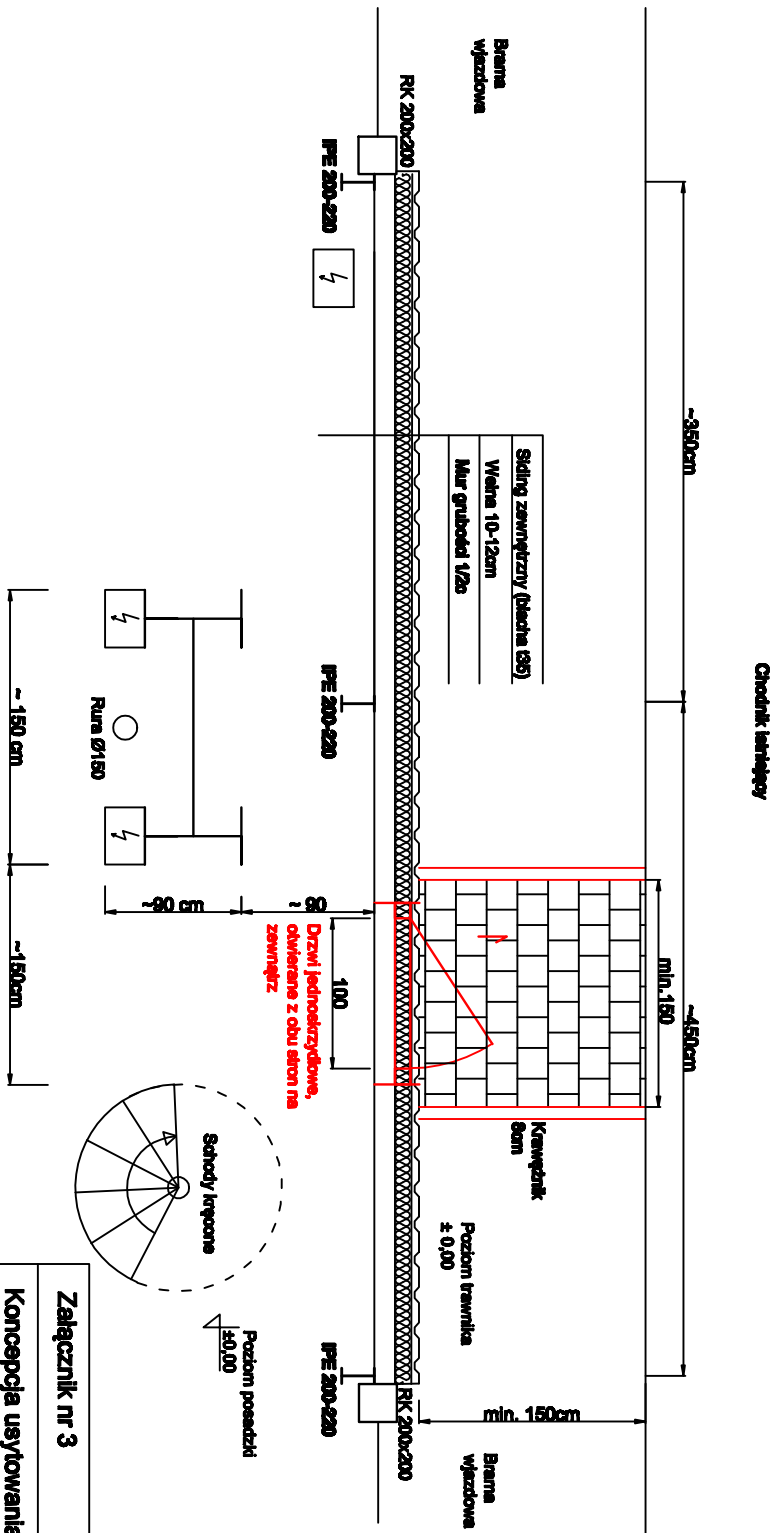 Chodnik istniejący
~350cm
~450cm
min.150
Brama
wjazdowa
Siding zewnętrzny (blacha t35)
Wełna 10-12cm
Mur grubości 1/2c
Krawężnik
8cm
Poziom trawnika
± 0,00
min. 150cm
Brama
wjazdowa
RK 200x200
RK 200x200
IPE 200-220
IPE 200-220
IPE 200-220
100
Drzwi jednoskrzydłowe,
otwierane z obu stron na
zewnątrz
~ 90
~90 cm
Rura Ø150
Schody kręcone
Poziom posadzki
±0,00
~ 150 cm
~150cm
Załącznik nr 3
Koncepcja usytowania